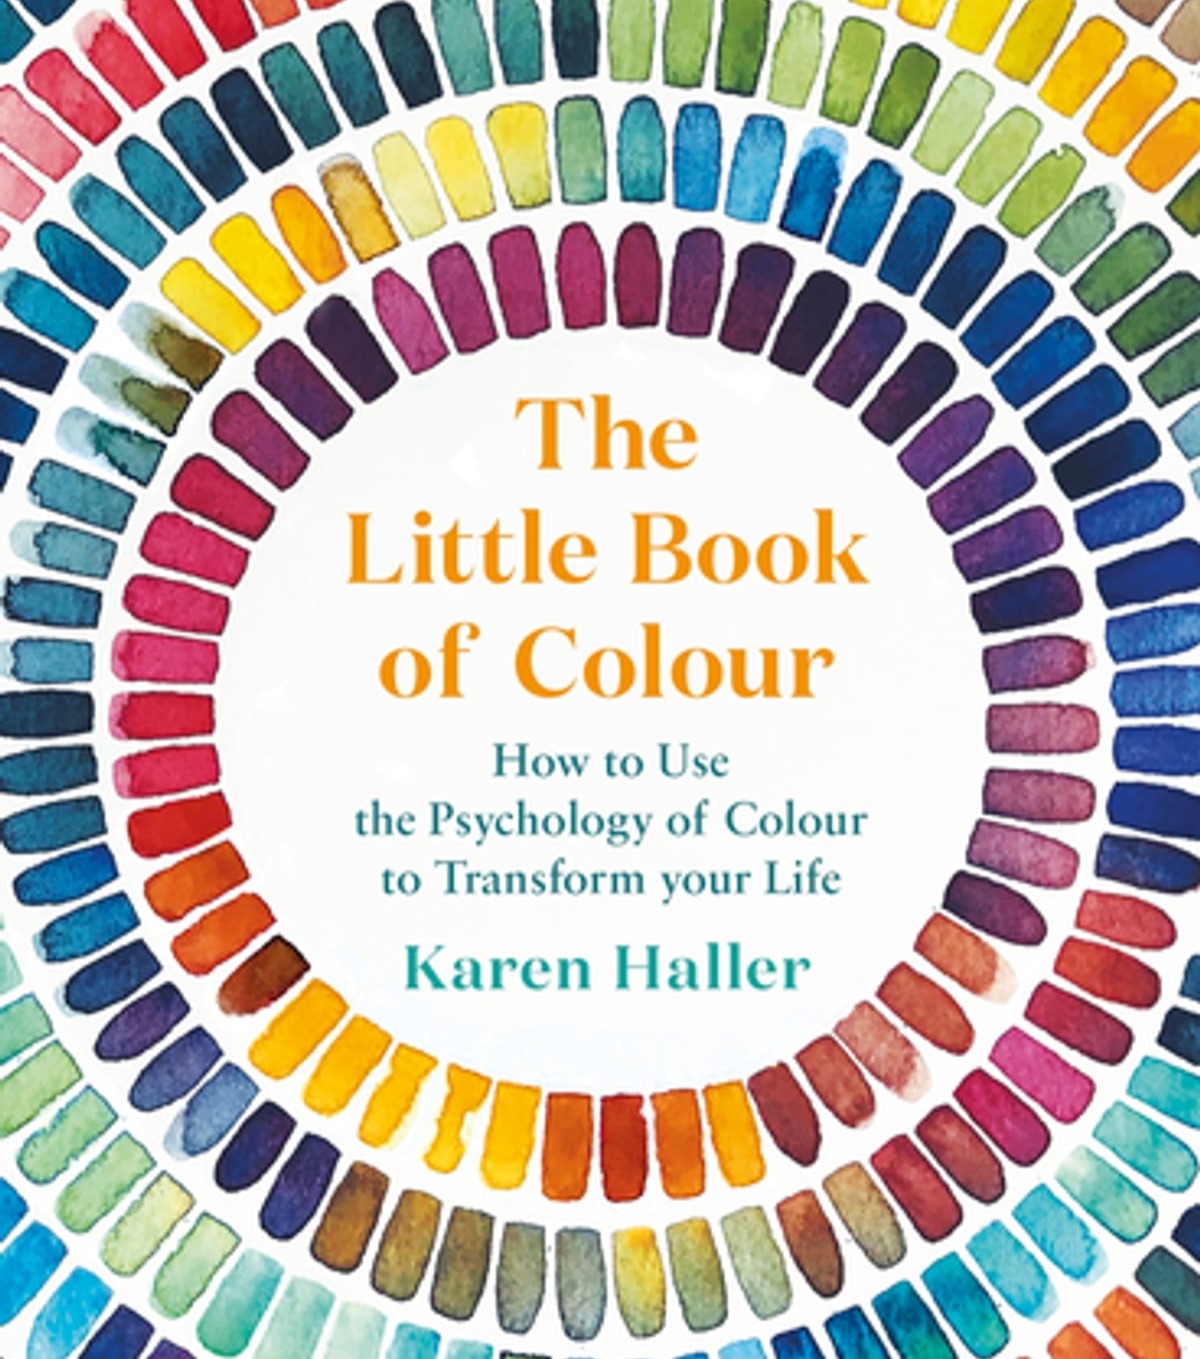 The
Little Book
of Colour
How to Use
the Psychology of Colour
to Transform your Life
Karen Haller